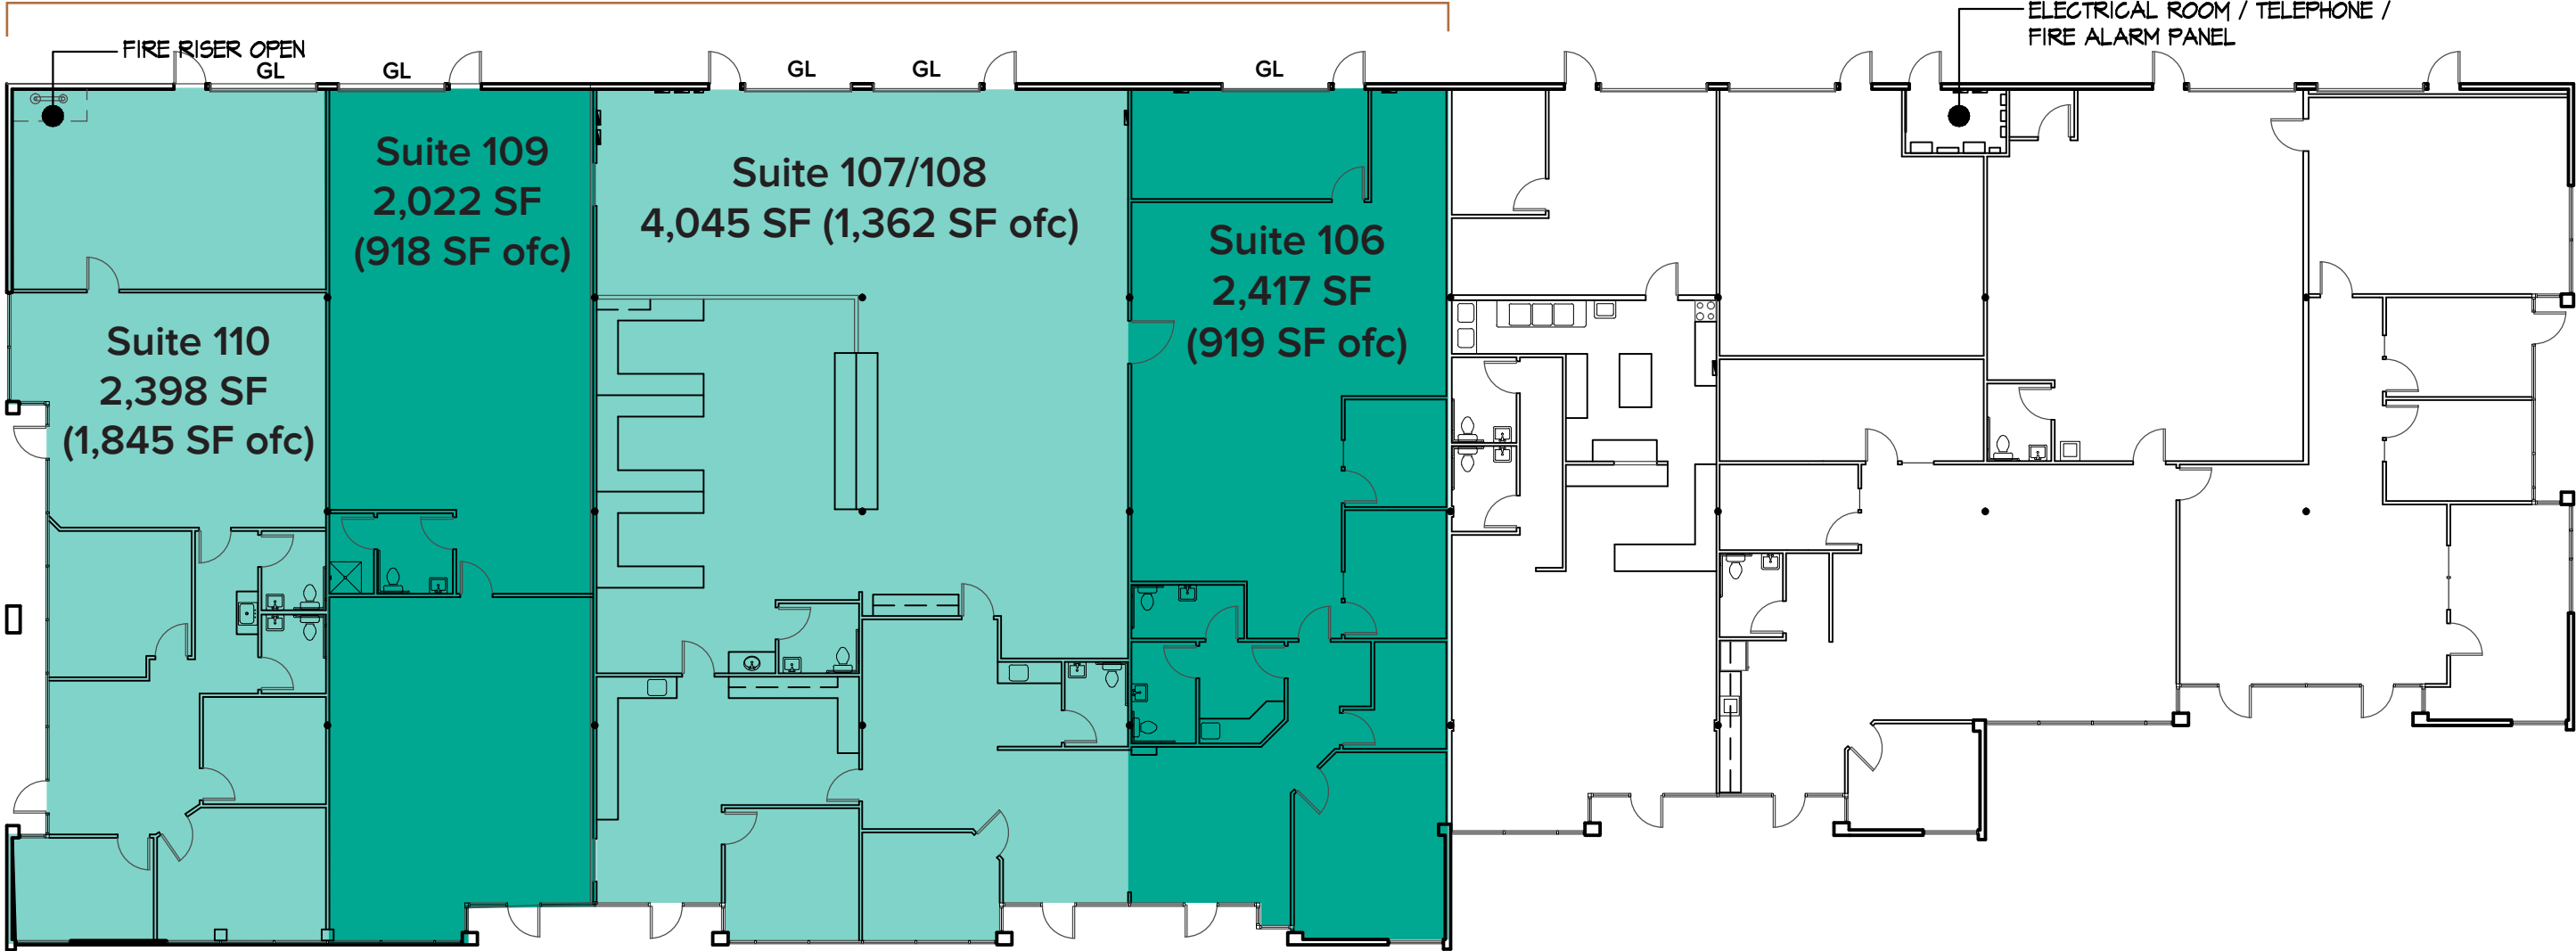 ELECTRICAL ROOM / TELEPHONE /
FIRE ALARM PANEL
FIRE RISER OPEN
GL
GL
GL
GL
GL
Suite 109
2,022 SF
(918 SF ofc)
Suite 107/108
4,045 SF (1,362 SF ofc)
Suite 106
2,417 SF
(919 SF ofc)
Suite 110
2,398 SF
(1,845 SF ofc)